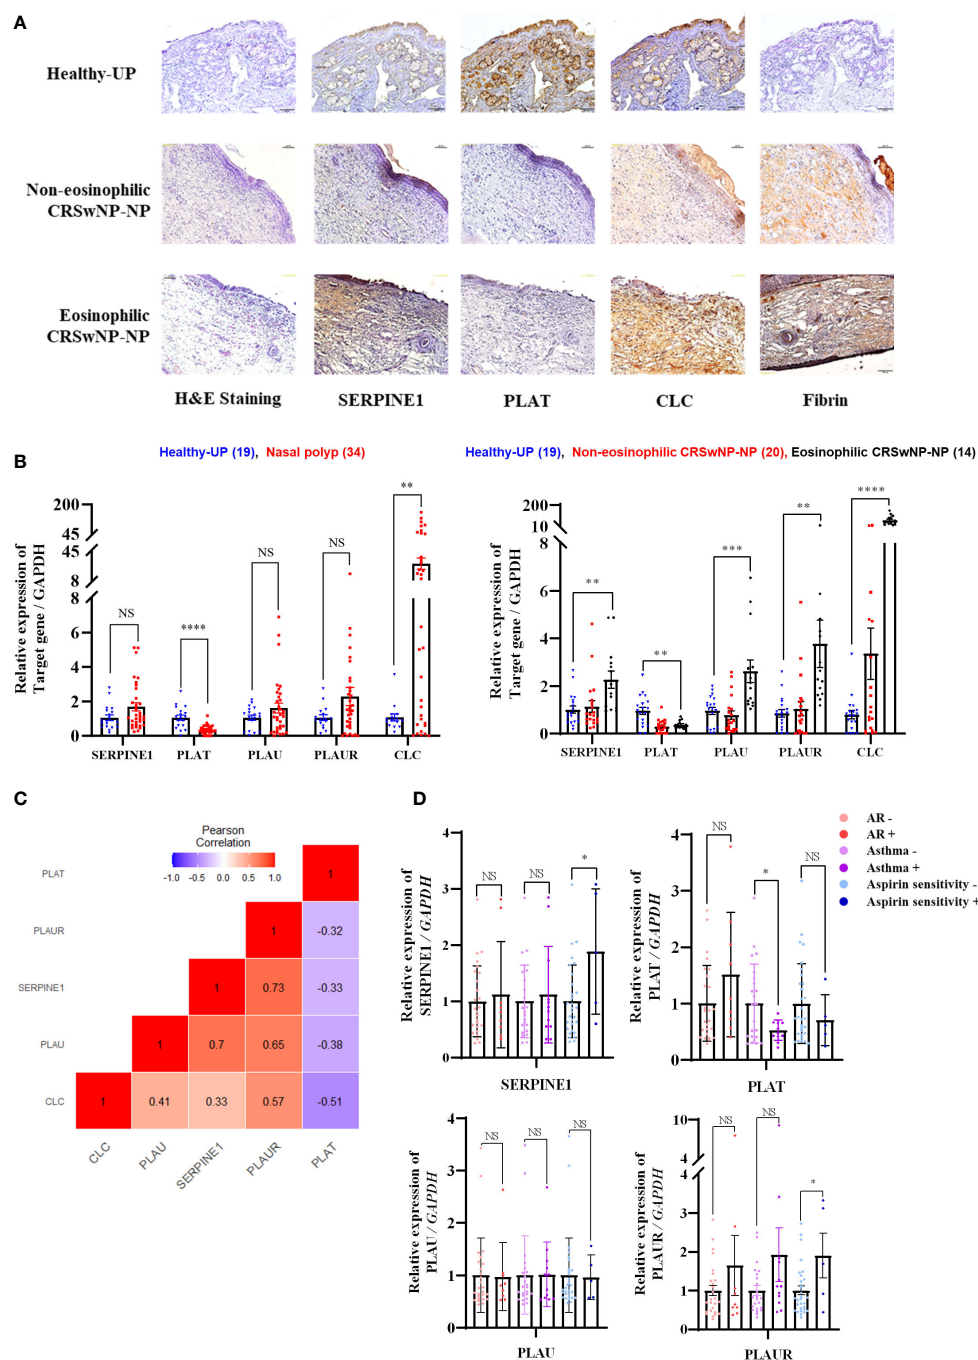 A
Healthy-UP
Non-eosinophilic
CRSwNP-NP
Eosinophilic
CRSwNP-NP
H&E Staining SERPINE1 PLAT CLC Fibrin
B
Healthy-UP (19), Nasal polyp (34)
Relative expression of
Target gene / GAPDH
200
45
45
8
6
4
2
0
NS
****
NS
NS
**
SERPINE1 PLAT PLAU PLAUR CLC
Healthy-UP (19), Non-eosinophilic CRSwNP-NP (20), Eosinophilic CRSwNP-NP (14)
Relative expression of
Target gene / GAPDH
200
10
8
6
4
2
0
**
**
***
**
****
SERPINE1 PLAT PLAU PLAUR CLC
C
Pearson
Correlation
-1.0 -0.5 0.0 0.5 1.0
PLAT 1
PLAUR 1 -0.32
SERPINE1 1 0.73 -0.33
PLAU 1 0.7 0.65 -0.38
CLC 1 0.41 0.33 0.57 -0.51
CLC PLAU SERPINE1 PLAUR PLAT
D
Relative expression of
SERPINE1 / GAPDH
4
3
2
1
0
NS
NS
*
SERPINE1
Relative expression of
PLAT / GAPDH
4
3
2
1
0
NS
*
NS
PLAT
AR -
AR +
Asthma -
Asthma +
Aspirin sensitivity -
Aspirin sensitivity +
Relative expression of
PLAU / GAPDH
4
3
2
1
0
NS
NS
NS
PLAU
Relative expression of
PLAUR / GAPDH
10
4
4
3
2
1
0
NS
NS
*
PLAUR